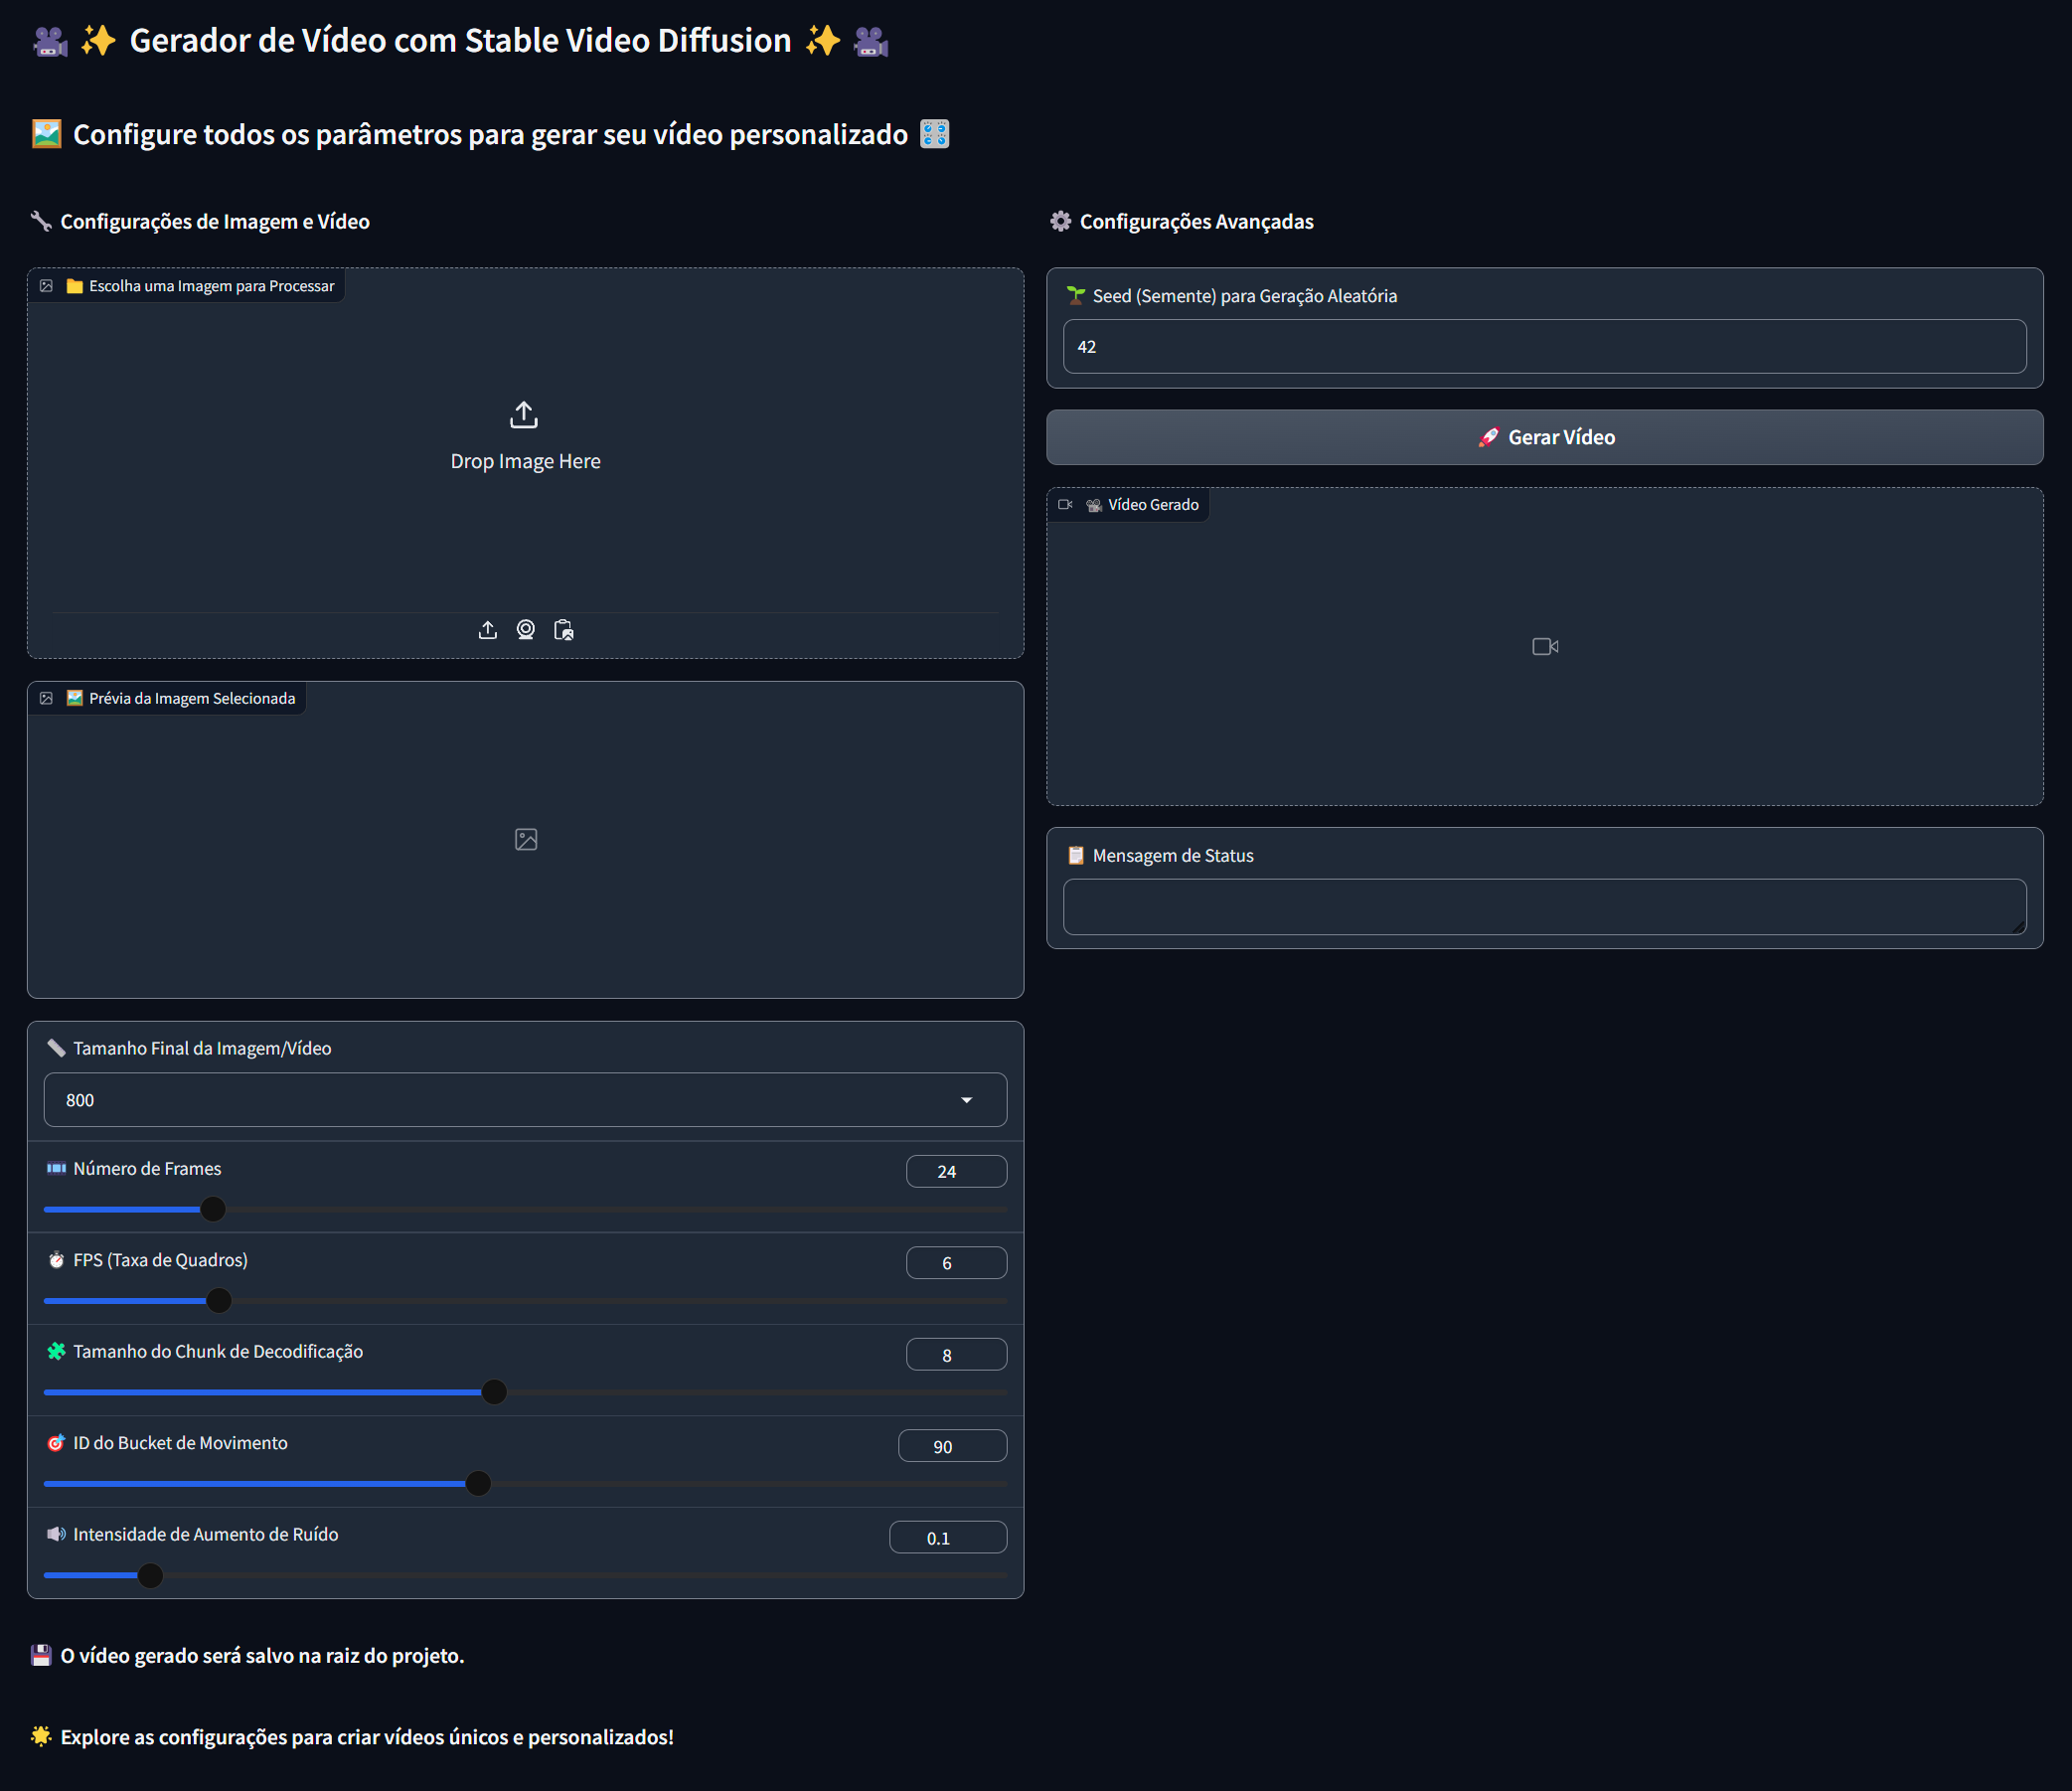 Gerador de Vídeo com Stable Video Diffusion
Configure todos os parâmetros para gerar seu vídeo personalizado
Configurações de Imagem e Vídeo
Escolha uma Imagem para Processar
Drop Image Here
Prévia da Imagem Selecionada
Tamanho Final da Imagem/Vídeo
800
Número de Frames
24
FPS (Taxa de Quadros)
6
Tamanho do Chunk de Decodificação
8
ID do Bucket de Movimento
90
Intensidade de Aumento de Ruído
0.1
Configurações Avançadas
Seed (Semente) para Geração Aleatória
42
Gerar Vídeo
Vídeo Gerado
Mensagem de Status
O vídeo gerado será salvo na raiz do projeto.
Explore as configurações para criar vídeos únicos e personalizados!